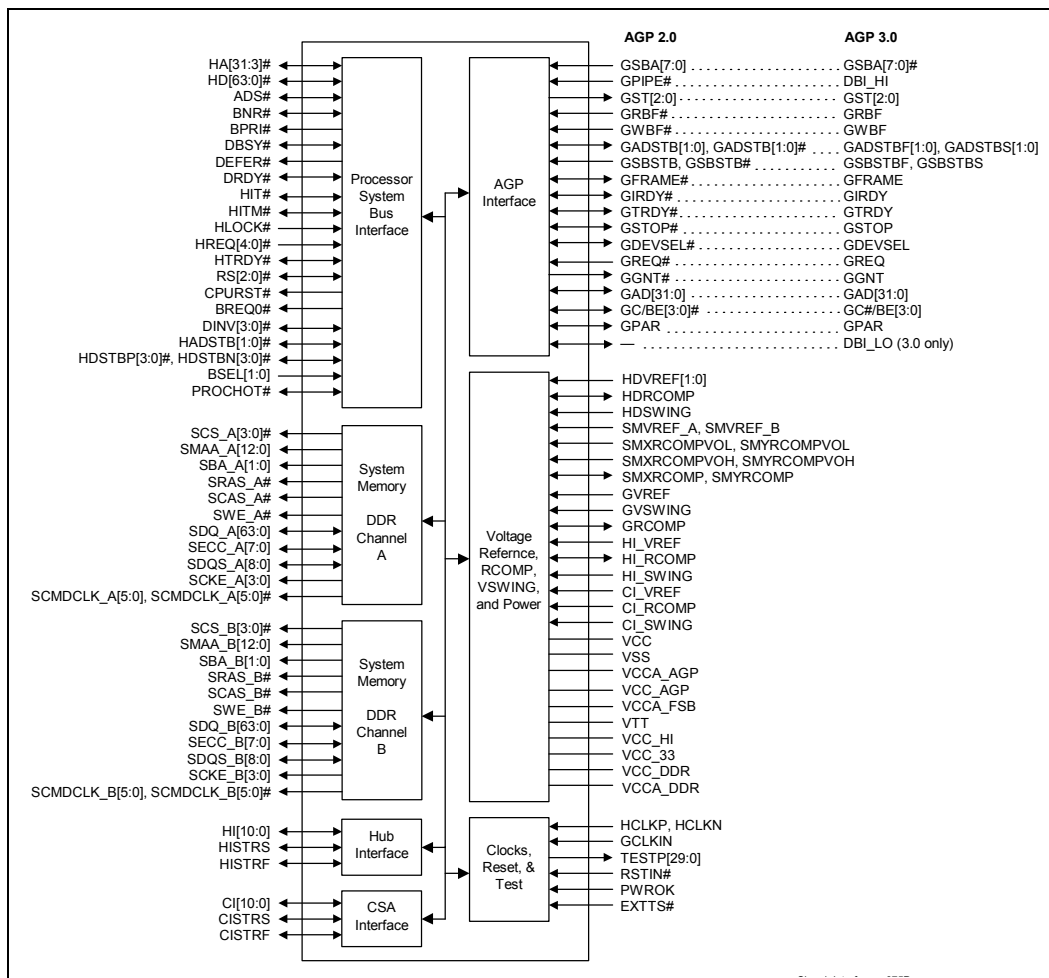 AGP 2.0
AGP 3.0
HA[31:3]#
HD[63:0]#
ADS#
BNR#
BPRI#
DBSY#
DEFER#
DRDY#
HIT#
HITM#
HLOCK#
HREQ[4:0]#
HTRDY#
RS[2:0]#
CPURST#
BREQ0#
DINV[3:0]#
HADSTB[1:0]#
HDSTBP[3:0]#, HDSTBN[3:0]#
BSEL[1:0]
PROCHOT#
Processor
System
Bus
Interface
AGP
Interface
GSBA[7:0] . . . . . . . . . . . . . . . . . GSBA[7:0]#
GPIPE# . . . . . . . . . . . . . . . . . DBI_HI
GST[2:0] . . . . . . . . . . . . . . . . . GST[2:0]
GRBF# . . . . . . . . . . . . . . . . . GRBF
GWBF# . . . . . . . . . . . . . . . . . GWBF
GADSTB[1:0], GADSTB[1:0]# . . . . GADSTBF[1:0], GADSTBS[1:0]
GSBSTB, GSBSTB# . . . . . . . . . GSBSTBF, GSBSTBS
GFRAME# . . . . . . . . . . . . . . . . . GFRAME
GIRDY# . . . . . . . . . . . . . . . . . GIRDY
GTRDY# . . . . . . . . . . . . . . . . . GTRDY
GSTOP# . . . . . . . . . . . . . . . . . GSTOP
GDEVSEL# . . . . . . . . . . . . . . . . GDEVSEL
GREQ# . . . . . . . . . . . . . . . . . GREQ
GGNT# . . . . . . . . . . . . . . . . . GGNT
GAD[31:0] . . . . . . . . . . . . . . . . . GAD[31:0]
GC/BE[3:0]# . . . . . . . . . . . . . . . GC#/BE[3:0]
GPAR . . . . . . . . . . . . . . . . . GPAR
— . . . . . . . . . . . . . . . . . DBI_LO (3.0 only)
SCS_A[3:0]#
SMAA_A[12:0]
SBA_A[1:0]
SRAS_A#
SCAS_A#
SWE_A#
SDQ_A[63:0]
SECC_A[7:0]
SDQS_A[8:0]
SCKE_A[3:0]
SCMDCLK_A[5:0], SCMDCLK_A[5:0]#
System
Memory
DDR
Channel
A
SCS_B[3:0]#
SMAA_B[12:0]
SBA_B[1:0]
SRAS_B#
SCAS_B#
SWE_B#
SDQ_B[63:0]
SECC_B[7:0]
SDQS_B[8:0]
SCKE_B[3:0]
SCMDCLK_B[5:0], SCMDCLK_B[5:0]#
System
Memory
DDR
Channel
B
Voltage
Refernce,
RCOMP,
VSWING,
and Power
HDVREF[1:0]
HDRCOMP
HDSWING
SMVREF_A, SMVREF_B
SMXRCOMPVOL, SMYRCOMPVOL
SMXRCOMPVOH, SMYRCOMPVOH
SMXRCOMP, SMYRCOMP
GVREF
GVSWING
GRCOMP
HI_VREF
HI_RCOMP
HI_SWING
CI_VREF
CI_RCOMP
CI_SWING
VCC
VSS
VCCA_AGP
VCC_AGP
VCCA_FSB
VTT
VCC_HI
VCC_33
VCC_DDR
VCCA_DDR
HI[10:0]
HISTRS
HISTRF
Hub
Interface
CI[10:0]
CISTRS
CISTRF
CSA
Interface
Clocks,
Reset, &
Test
HCLKP, HCLKN
GCLKIN
TESTP[29:0]
RSTIN#
PWROK
EXTTS#